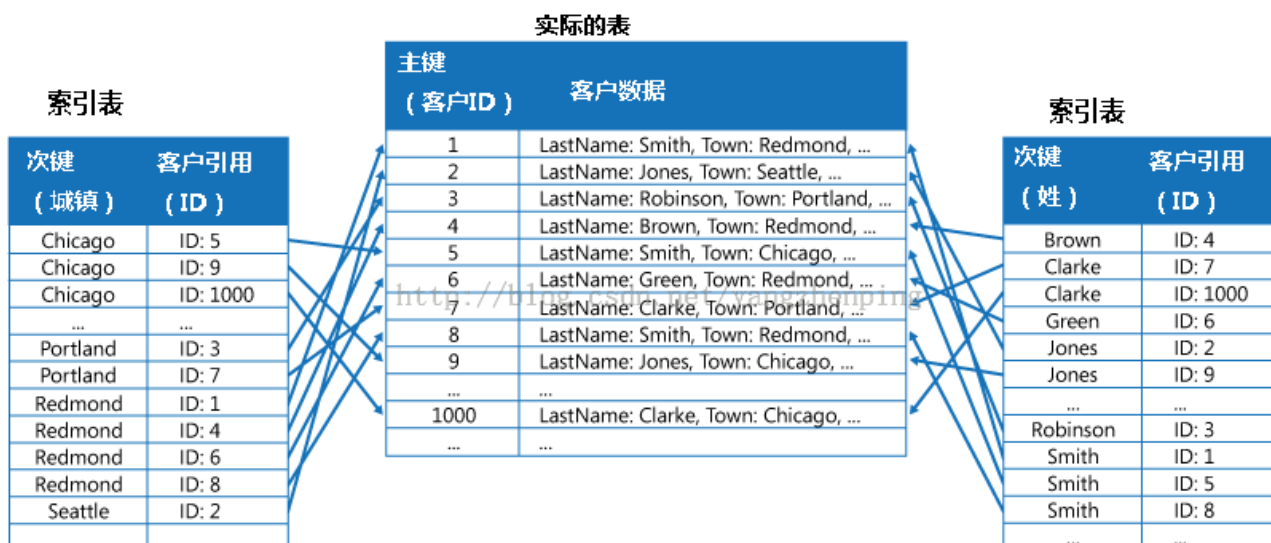 实际的表
主键
（客户ID）
客户数据
1 LastName: Smith, Town: Redmond, ...
2 LastName: Jones, Town: Seattle, ...
3 LastName: Robinson, Town: Portland, ...
4 LastName: Brown, Town: Redmond, ...
5 LastName: Smith, Town: Chicago, ...
6 LastName: Green, Town: Redmond, ...
7 LastName: Clarke, Town: Portland, ...
8 LastName: Smith, Town: Redmond, ...
9 LastName: Jones, Town: Chicago, ...
... ...
1000 LastName: Clarke, Town: Chicago, ...
... ...
索引表
次键 客户引用
（城镇） （ID）
Chicago ID: 5
Chicago ID: 9
Chicago ID: 1000
... ...
Portland ID: 3
Portland ID: 7
Redmond ID: 1
Redmond ID: 4
Redmond ID: 6
Redmond ID: 8
Seattle ID: 2
索引表
次键 客户引用
（姓） （ID）
Brown ID: 4
Clarke ID: 7
Clarke ID: 1000
Green ID: 6
Jones ID: 2
Jones ID: 9
... ...
Robinson ID: 3
Smith ID: 1
Smith ID: 5
Smith ID: 8
... ...
http://blog.csdn.net/yangzhenping